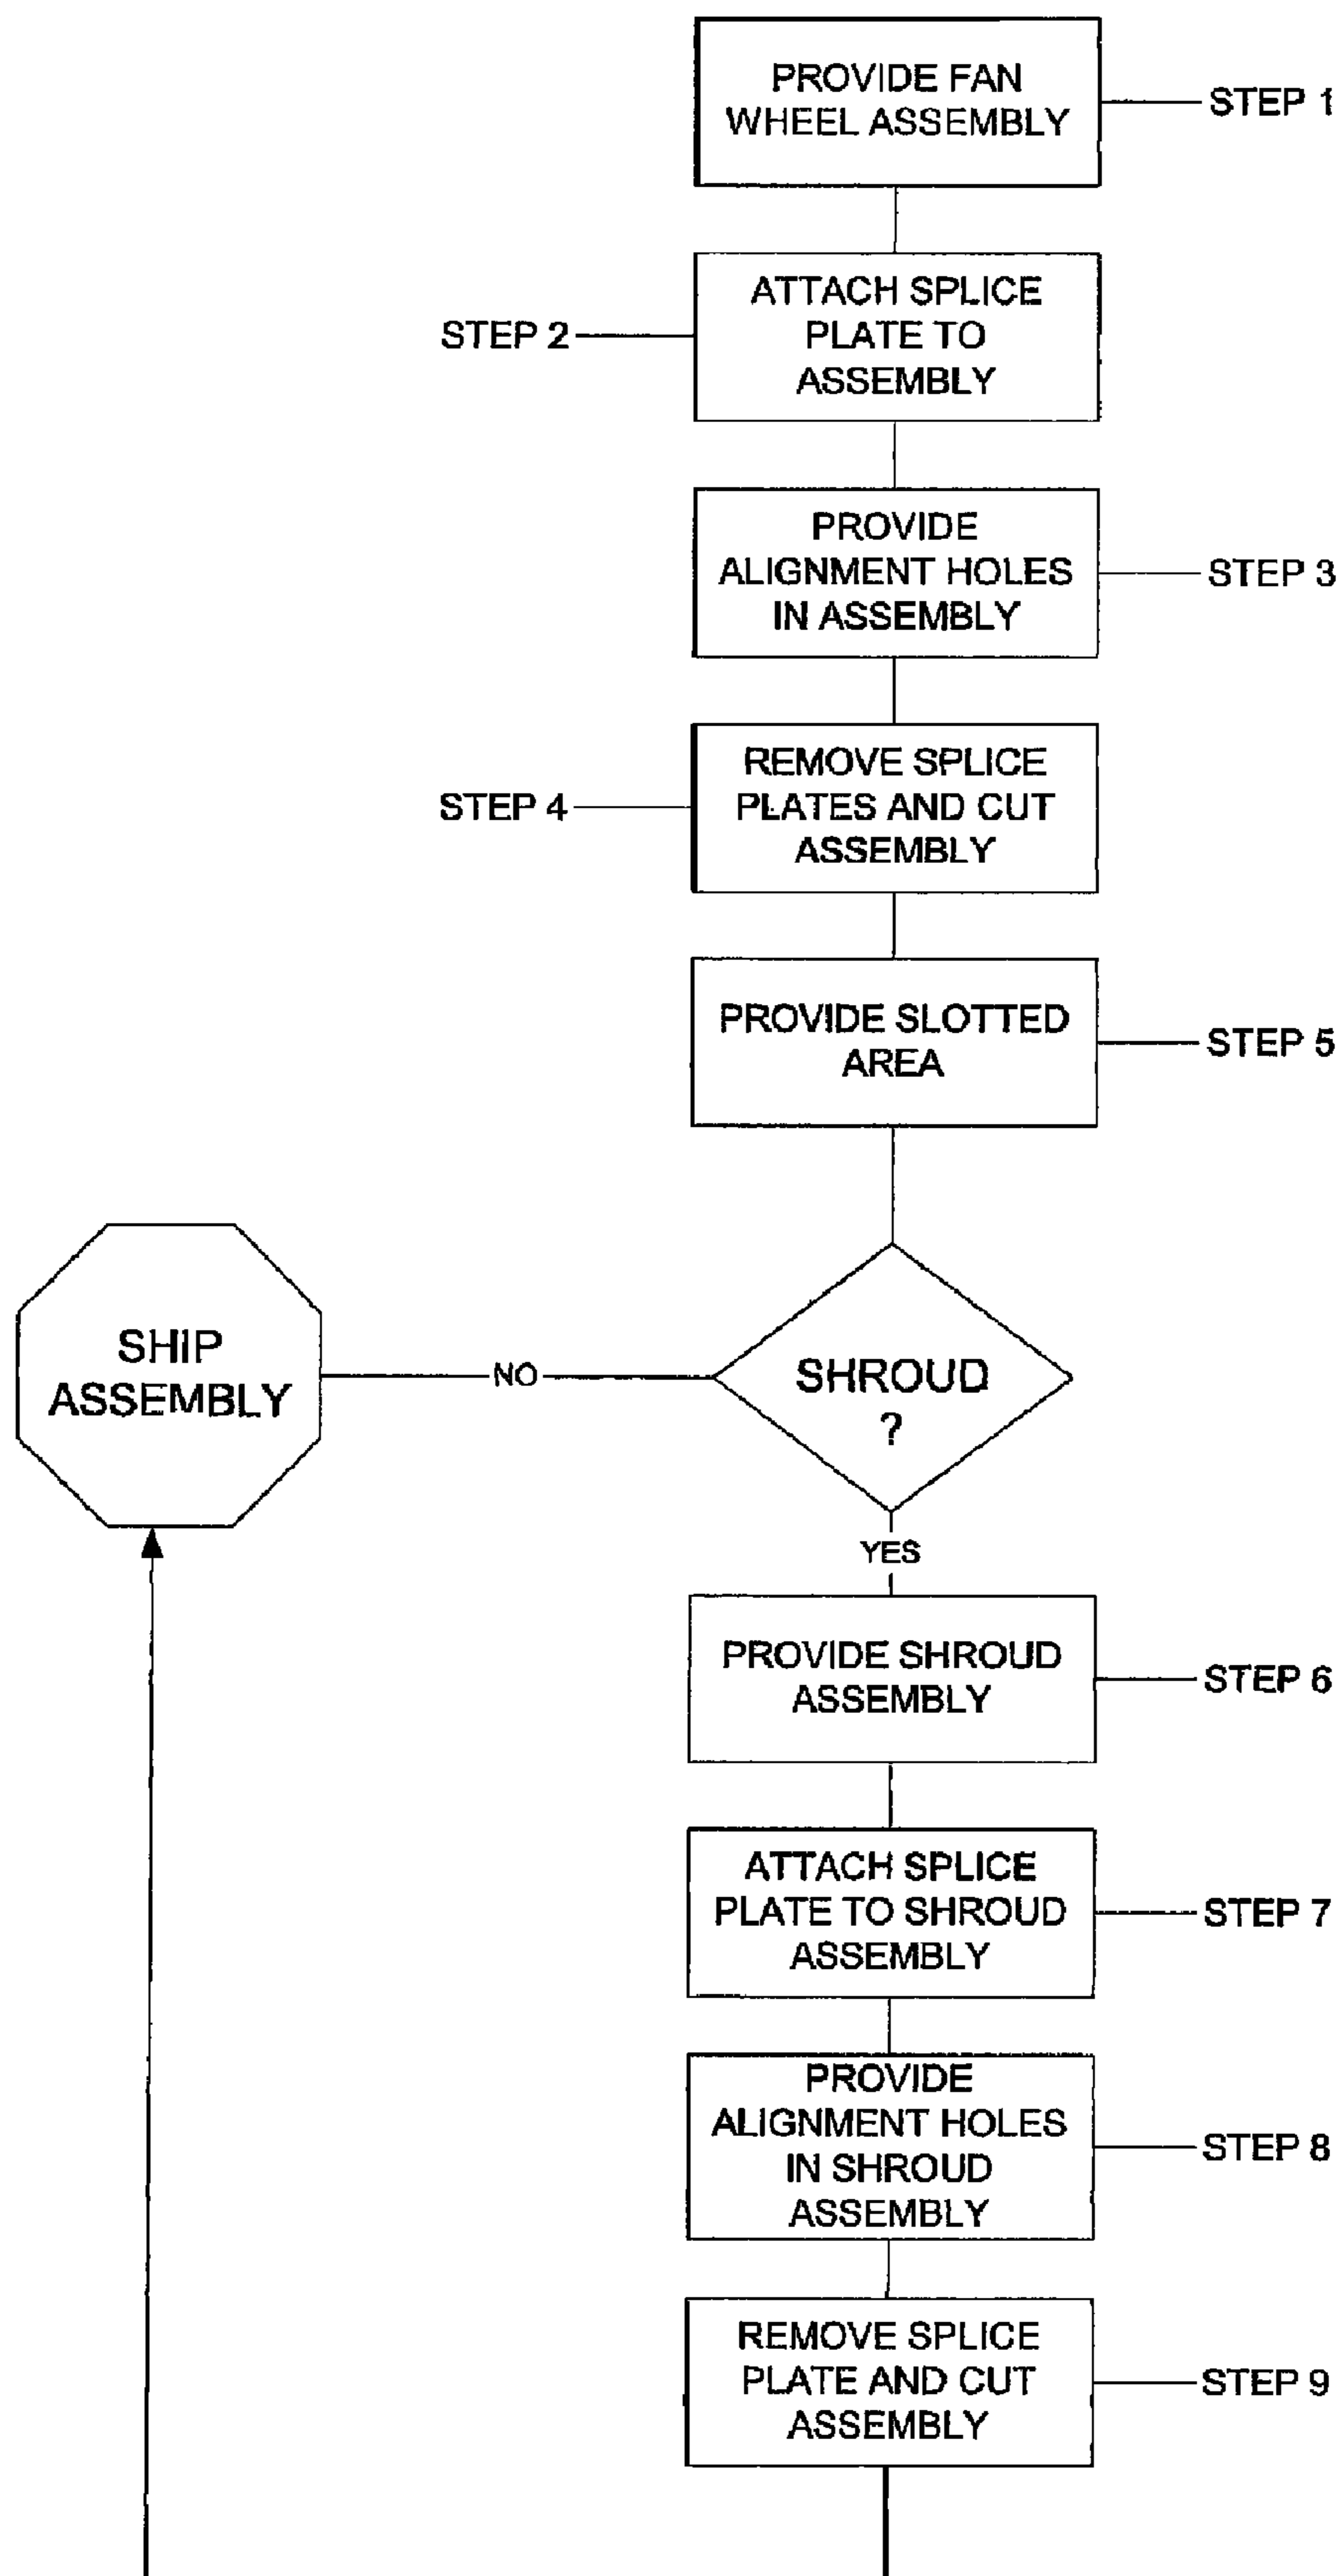 PROVIDE FAN
WHEEL ASSEMBLY
STEP 1
ATTACH SPLICE
PLATE TO
ASSEMBLY
STEP 2
PROVIDE
ALIGNMENT HOLES
IN ASSEMBLY
STEP 3
REMOVE SPLICE
PLATES AND CUT
ASSEMBLY
STEP 4
PROVIDE SLOTTED
AREA
STEP 5
SHROUD
?
NO
SHIP
ASSEMBLY
YES
PROVIDE SHROUD
ASSEMBLY
STEP 6
ATTACH SPLICE
PLATE TO SHROUD
ASSEMBLY
STEP 7
PROVIDE
ALIGNMENT HOLES
IN SHROUD
ASSEMBLY
STEP 8
REMOVE SPLICE
PLATE AND CUT
ASSEMBLY
STEP 9